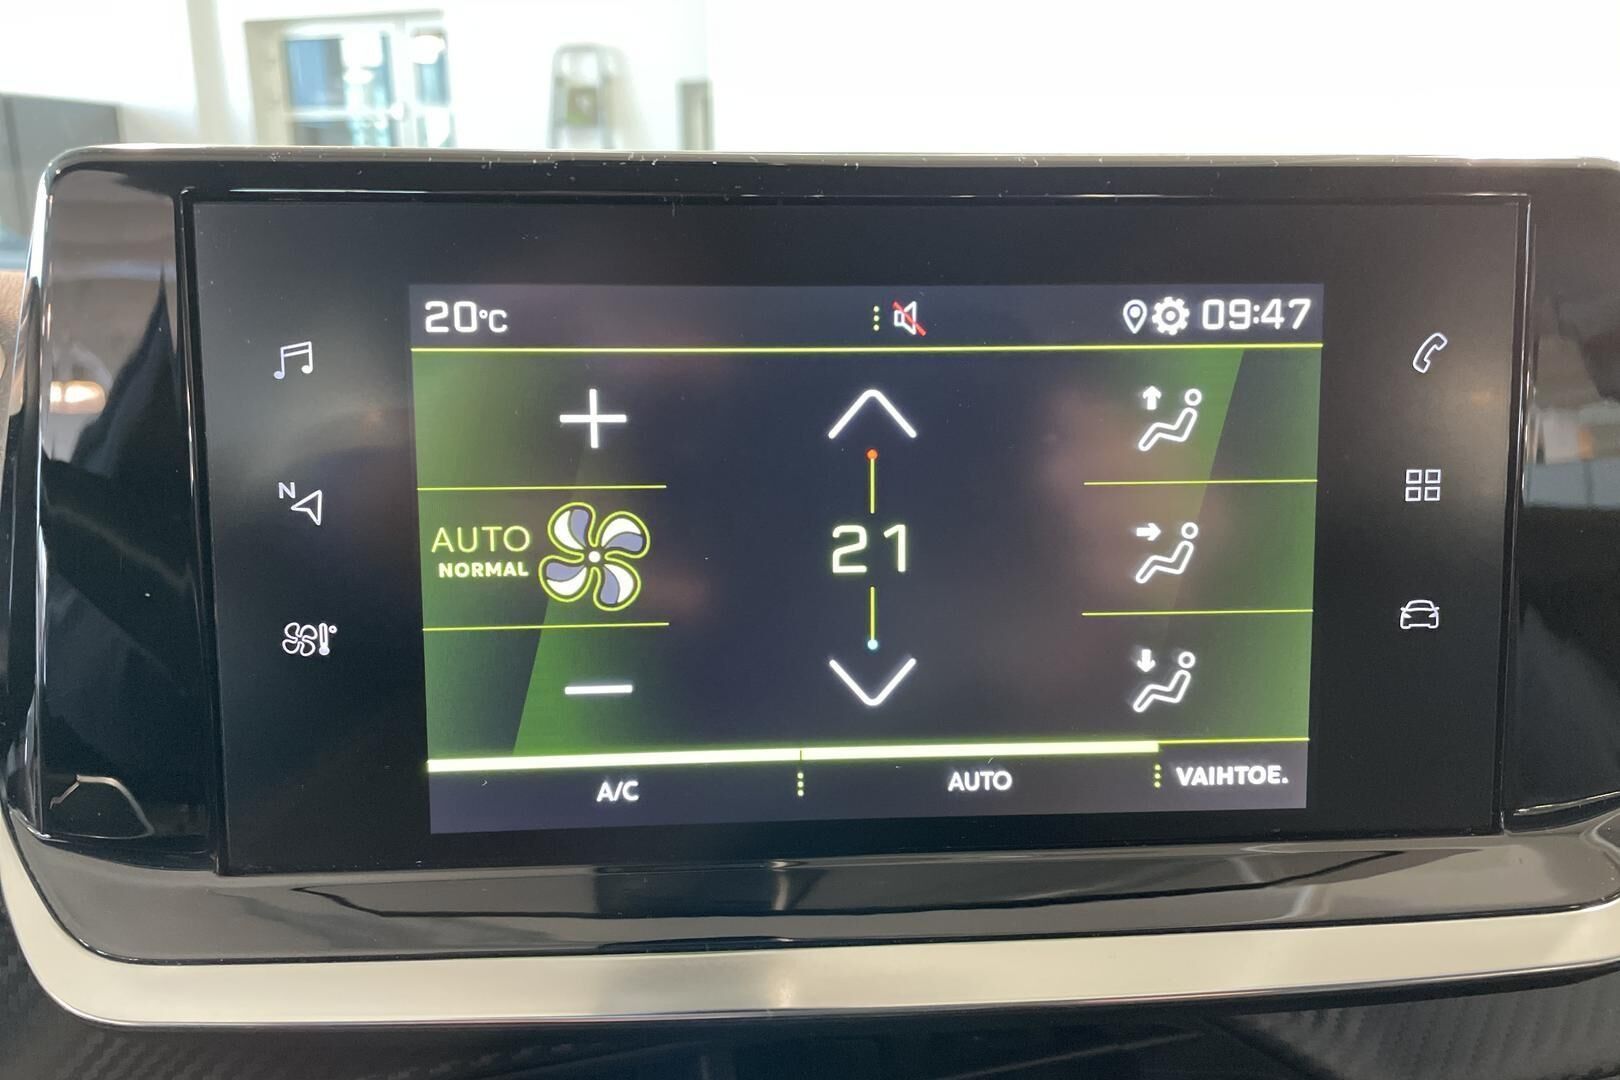 20°C
09:47
N
AUTO
NORMAL
21
A/C
AUTO
VAIHTOE.